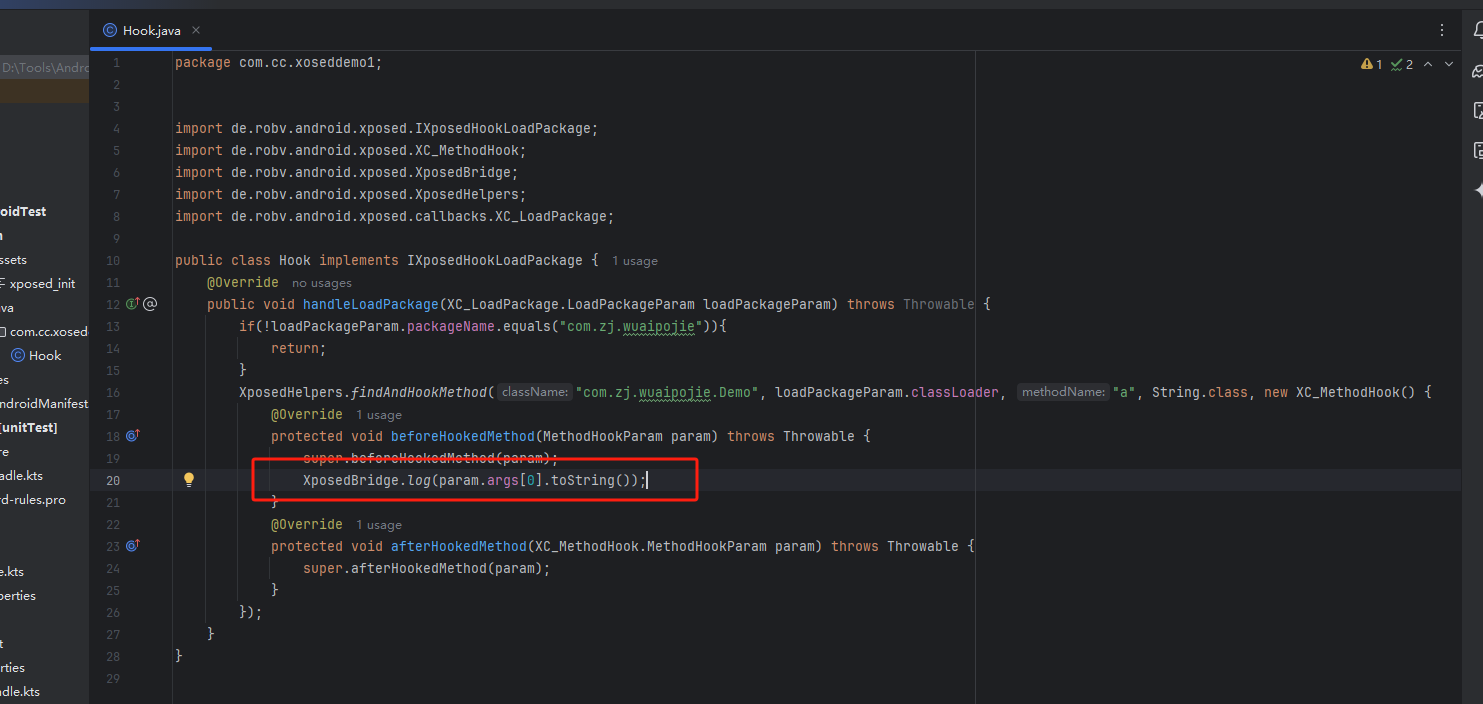 Hook.java
D:\Tools\Andro
1 package com.cc.xoseddemo1;
1 2
2
3
4 import de.robv.android.xposed.IXposedHookLoadPackage;
5 import de.robv.android.xposed.XC_MethodHook;
6 import de.robv.android.xposed.XposedBridge;
7 import de.robv.android.xposed.XposedHelpers;
8 import de.robv.android.xposed.callbacks.XC_LoadPackage;
9
10 public class Hook implements IXposedHookLoadPackage { 1 usage
11 @Override no usages
12 public void handleLoadPackage(XC_LoadPackage.LoadPackageParam loadPackageParam) throws Throwable {
13 if(!loadPackageParam.packageName.equals("com.zj.wuaipojie")){
14 return;
15 }
16 XposedHelpers.findAndHookMethod( className: "com.zj.wuaipojie.Demo", loadPackageParam.classLoader, methodName: "a", String.class, new XC_MethodHook() {
17 @Override 1 usage
18 protected void beforeHookedMethod(MethodHookParam param) throws Throwable {
19 super.beforeHookedMethod(param);
20 XposedBridge.log(param.args[0].toString());
21 }
22 @Override 1 usage
23 protected void afterHookedMethod(XC_MethodHook.MethodHookParam param) throws Throwable {
24 super.afterHookedMethod(param);
25 }
26 });
27 }
28 }
29
oidTest
n
ssets
xposed_init
va
com.cc.xosed
Hook
es
ndroidManifest
[unitTest]
re
adle.kts
rd-rules.pro
e.kts
perties
t
rties
dle.kts